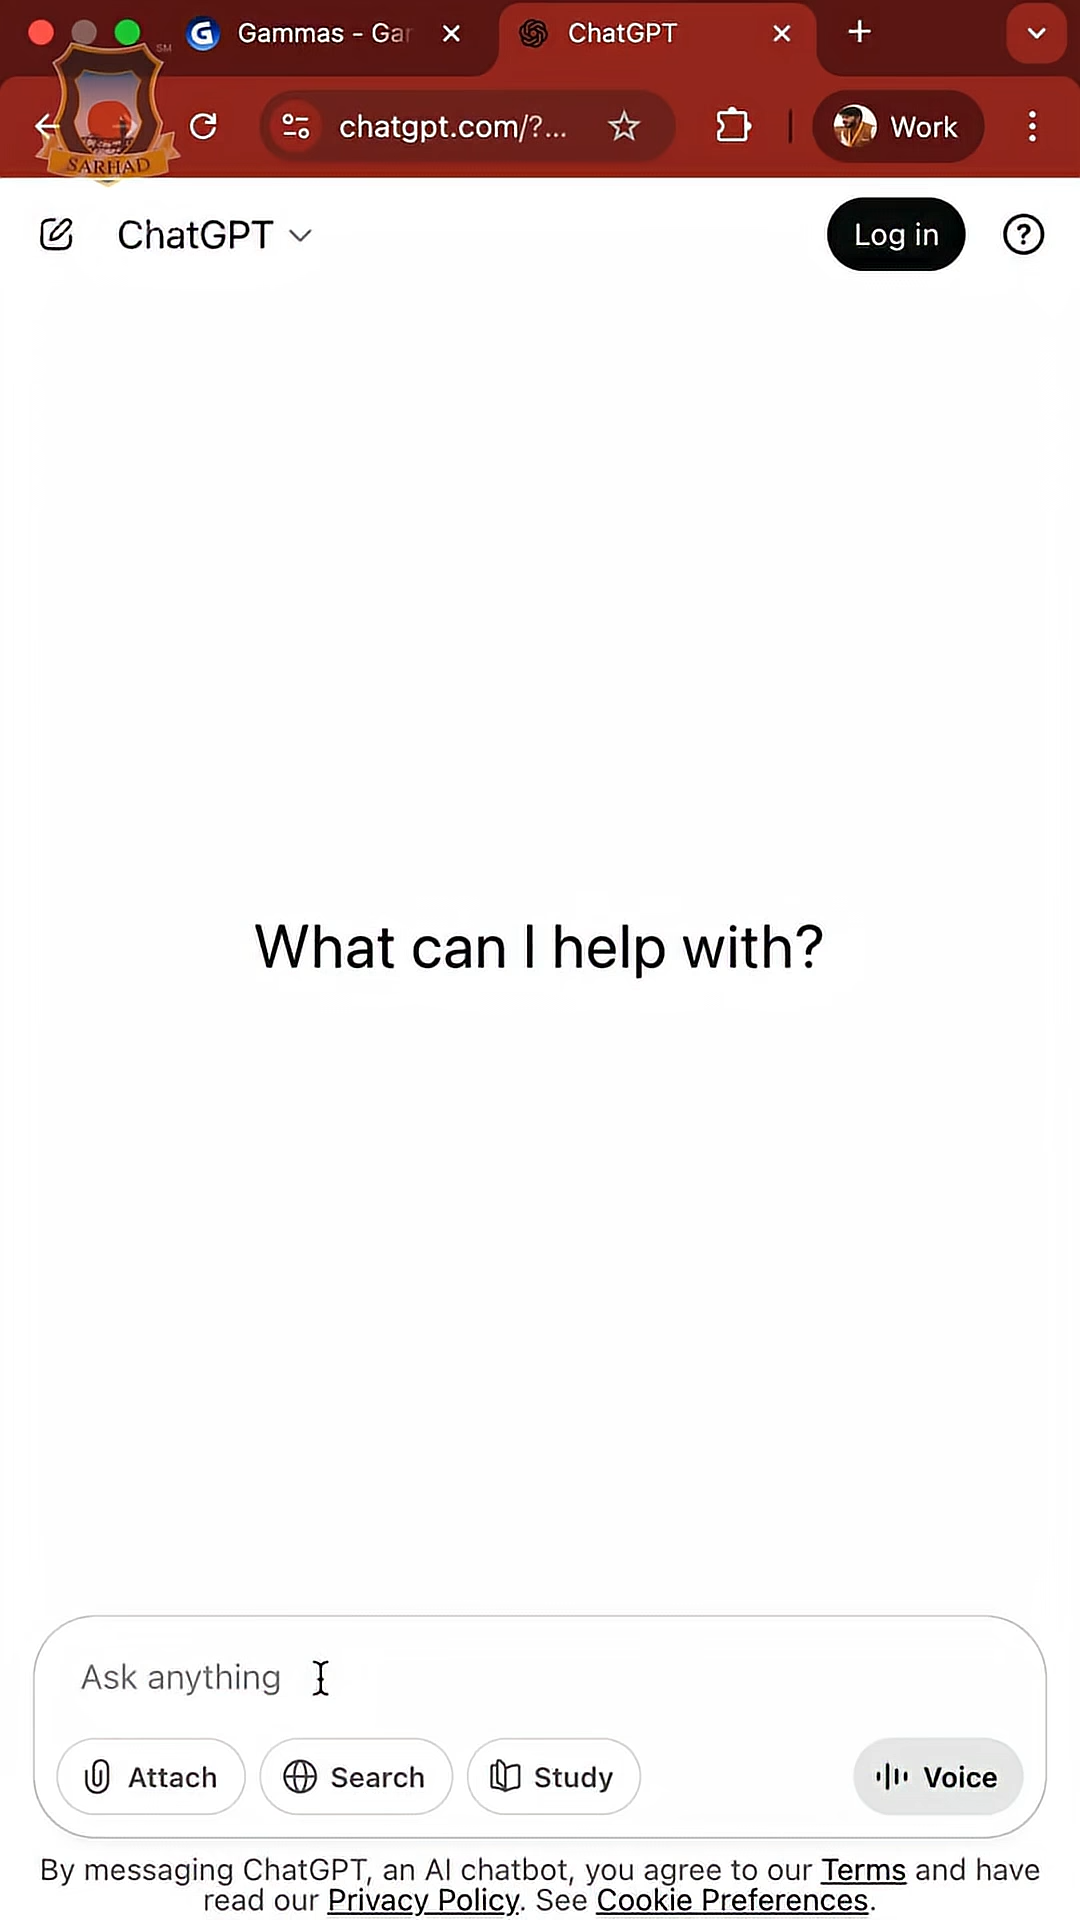 Gammas - Gar
ChatGPT
SM
SARHAD
chatgpt.com/?...
Work
ChatGPT
Log in
What can I help with?
Ask anything
Attach
Search
Study
Voice
By messaging ChatGPT, an AI chatbot, you agree to our Terms and have
read our Privacy Policy. See Cookie Preferences.